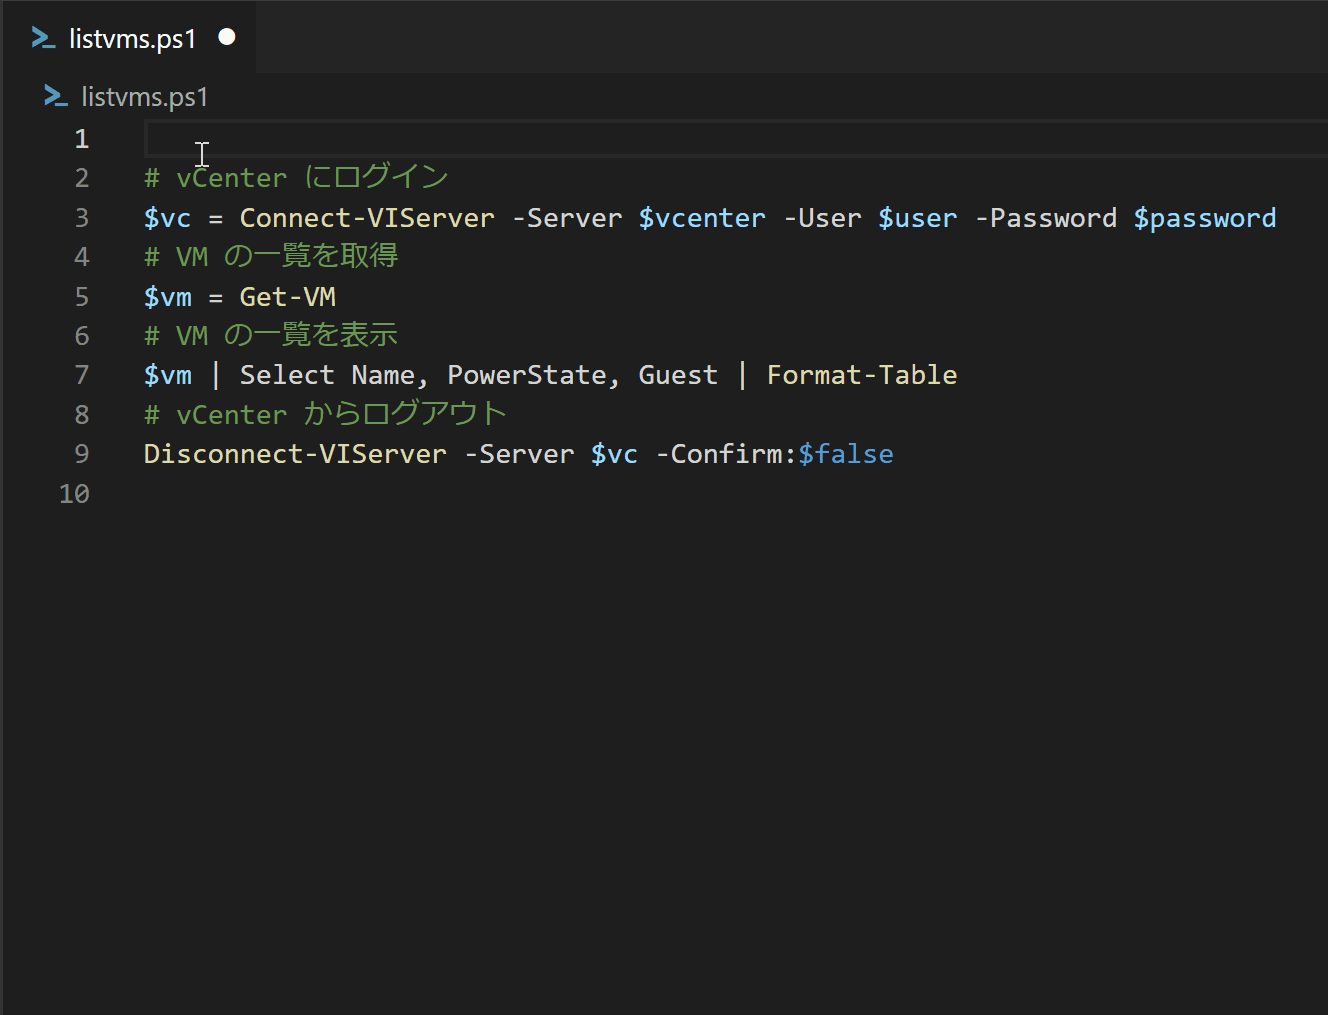 listvms.ps1
listvms.ps1
1
2 # vCenter にログイン
3 $vc = Connect-VIServer -Server $vcenter -User $user -Password $password
4 # VM の一覧を取得
5 $vm = Get-VM
6 # VM の一覧を表示
7 $vm | Select Name, PowerState, Guest | Format-Table
8 # vCenter からログアウト
9 Disconnect-VIServer -Server $vc -Confirm:$false
10